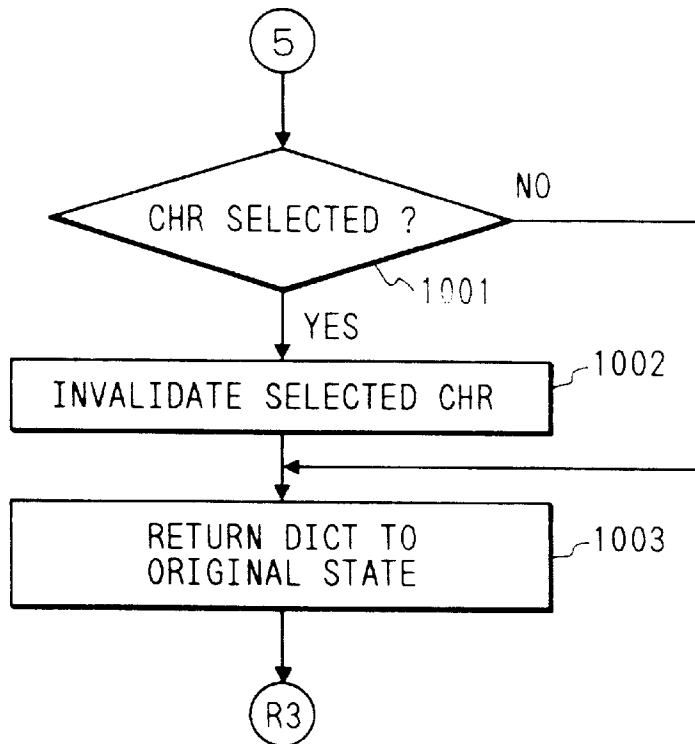 5
CHR SELECTED ?
NO
1001
YES
INVALIDATE SELECTED CHR
1002
RETURN DICT TO
ORIGINAL STATE
1003
R3